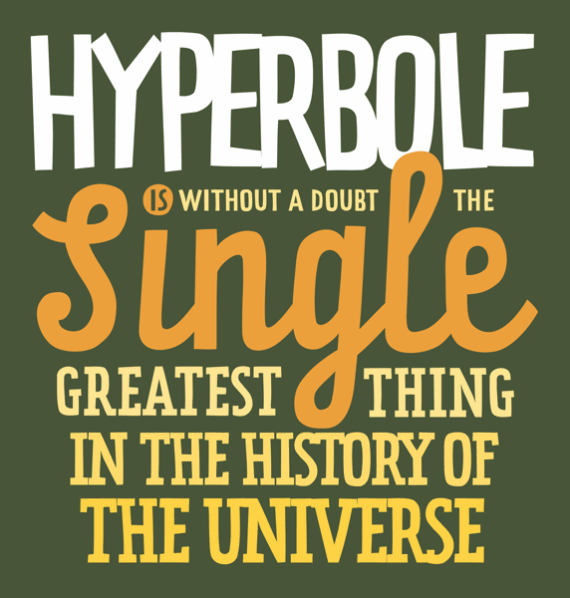 HYPERBOLE
IS WITHOUT A DOUBT THE
Single
GREATEST THING
IN THE HISTORY OF
THE UNIVERSE